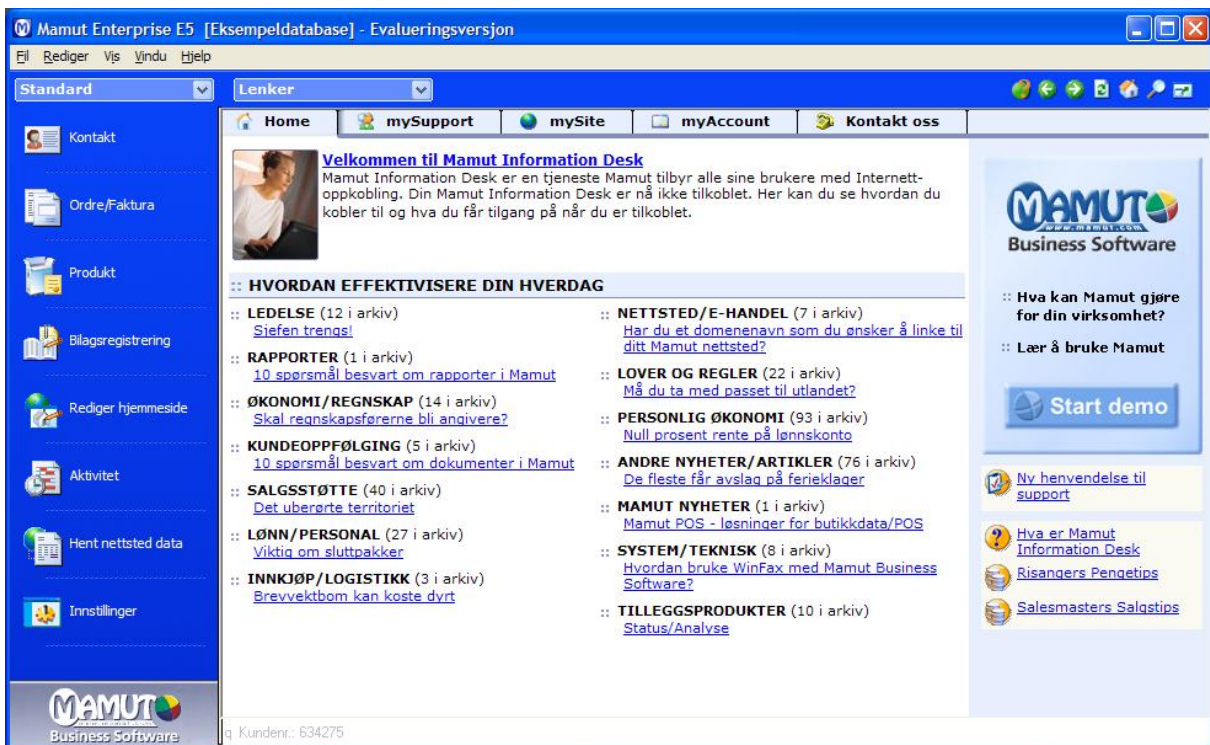 Mamut Enterprise E5 [Eksempeldatabase] - Evalueringsversjon
Fil Rediger Vis Vindu Hjelp
Standard
Lenker
Home
mySupport
mySite
myAccount
Kontakt oss
Kontakt
Ordre/Faktura
Produkt
Bilagsregistrering
Rediger hjemmeside
Aktivitet
Hent nettsted data
Innstillinger
MAMUT
Business Software
Velkommen til Mamut Information Desk
Mamut Information Desk er en tjeneste Mamut tilbyr alle sine brukere med Internett-
oppkobling. Din Mamut Information Desk er nå ikke tilkoblet. Her kan du se hvordan du
kobler til og hva du får tilgang på når du er tilkoblet.
:: HVORDAN EFFEKTIVISERE DIN HVERDAG
:: LEDELSE (12 i arkiv)
Sjefen trengs!
:: RAPPORTER (1 i arkiv)
10 spørsmål besvart om rapporter i Mamut
:: ØKONOMI/REGNSKAP (14 i arkiv)
Skal regnskapsførerne bli angivere?
:: KUNDEOPPFØLGING (5 i arkiv)
10 spørsmål besvart om dokumenter i Mamut
:: SALGSSTØTTE (40 i arkiv)
Det uberørte territoriet
:: LØNN/PERSONAL (27 i arkiv)
Viktig om sluttpakker
:: INNKJØP/LOGISTIKK (3 i arkiv)
Brevvektbom kan koste dyrt
:: NETTSTED/E-HANDEL (7 i arkiv)
Har du et domenenavn som du ønsker å linke til
ditt Mamut nettsted?
:: LOVER OG REGLER (22 i arkiv)
Må du ta med passet til utlandet?
:: PERSONLIG ØKONOMI (93 i arkiv)
Null prosent rente på lønnskonto
:: ANDRE NYHETER/ARTIKLER (76 i arkiv)
De fleste får avslag på ferieklager
:: MAMUT NYHETER (1 i arkiv)
Mamut POS - løsninger for butikkdata/POS
:: SYSTEM/TEKNISK (8 i arkiv)
Hvordan bruke WinFax med Mamut Business
Software?
:: TILLEGGSPRODUKTER (10 i arkiv)
Status/Analyse
MAMUT
www.mamut.com
Business Software
:: Hva kan Mamut gjøre
for din virksomhet?
:: Lær å bruke Mamut
Start demo
Ny henvendelse til
support
Hva er Mamut
Information Desk
Risangers Pengetips
Salesmasters Salgstips
q Kundenr.: 634275